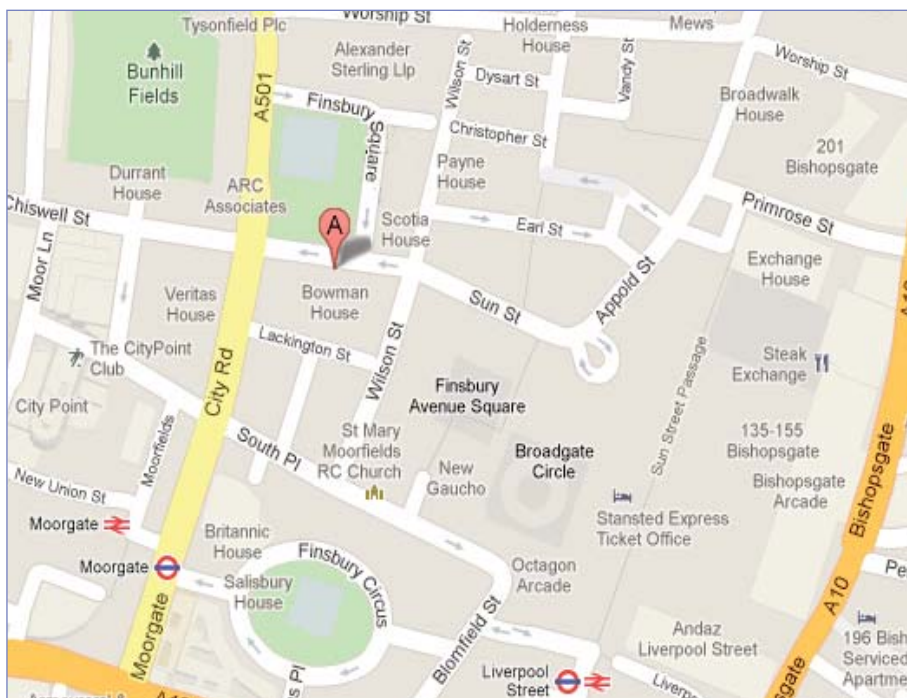 Tysonfield Plc
Worship St
Holderness
House
Mews
Alexander
Sterling Llp
Wilson St
Vandy St
Worship St
Bunhill
Fields
A501
Dysart St
Broadwalk
House
Finsbury Square
Christopher St
201
Bishopsgate
Durrant
House
ARC
Associates
Payne
House
Primrose St
Chiswell St
A
Scotia
House
Earl St
Moor Ln
Exchange
House
Appold St
Veritas
House
Bowman
House
Sun St
Lackington St
Wilson St
The CityPoint
Club
City Rd
Sun Street Passage
Steak
Exchange
City Point
Finsbury
Avenue Square
135-155
Bishopsgate
Moorfields
South Pl
St Mary
Moorfields
RC Church
New
Gaucho
Broadgate
Circle
Bishopsgate
Arcade
Bishopsgate
New Union St
Stansted Express
Ticket Office
Moorgate
Britannic
House
Finsbury Circus
Moorgate
Salisbury
House
Octagon
Arcade
A10
Moorgate
Blomfield St
Andaz
Liverpool Street
196 Bish
Serviced
Apartme
Liverpool
Street